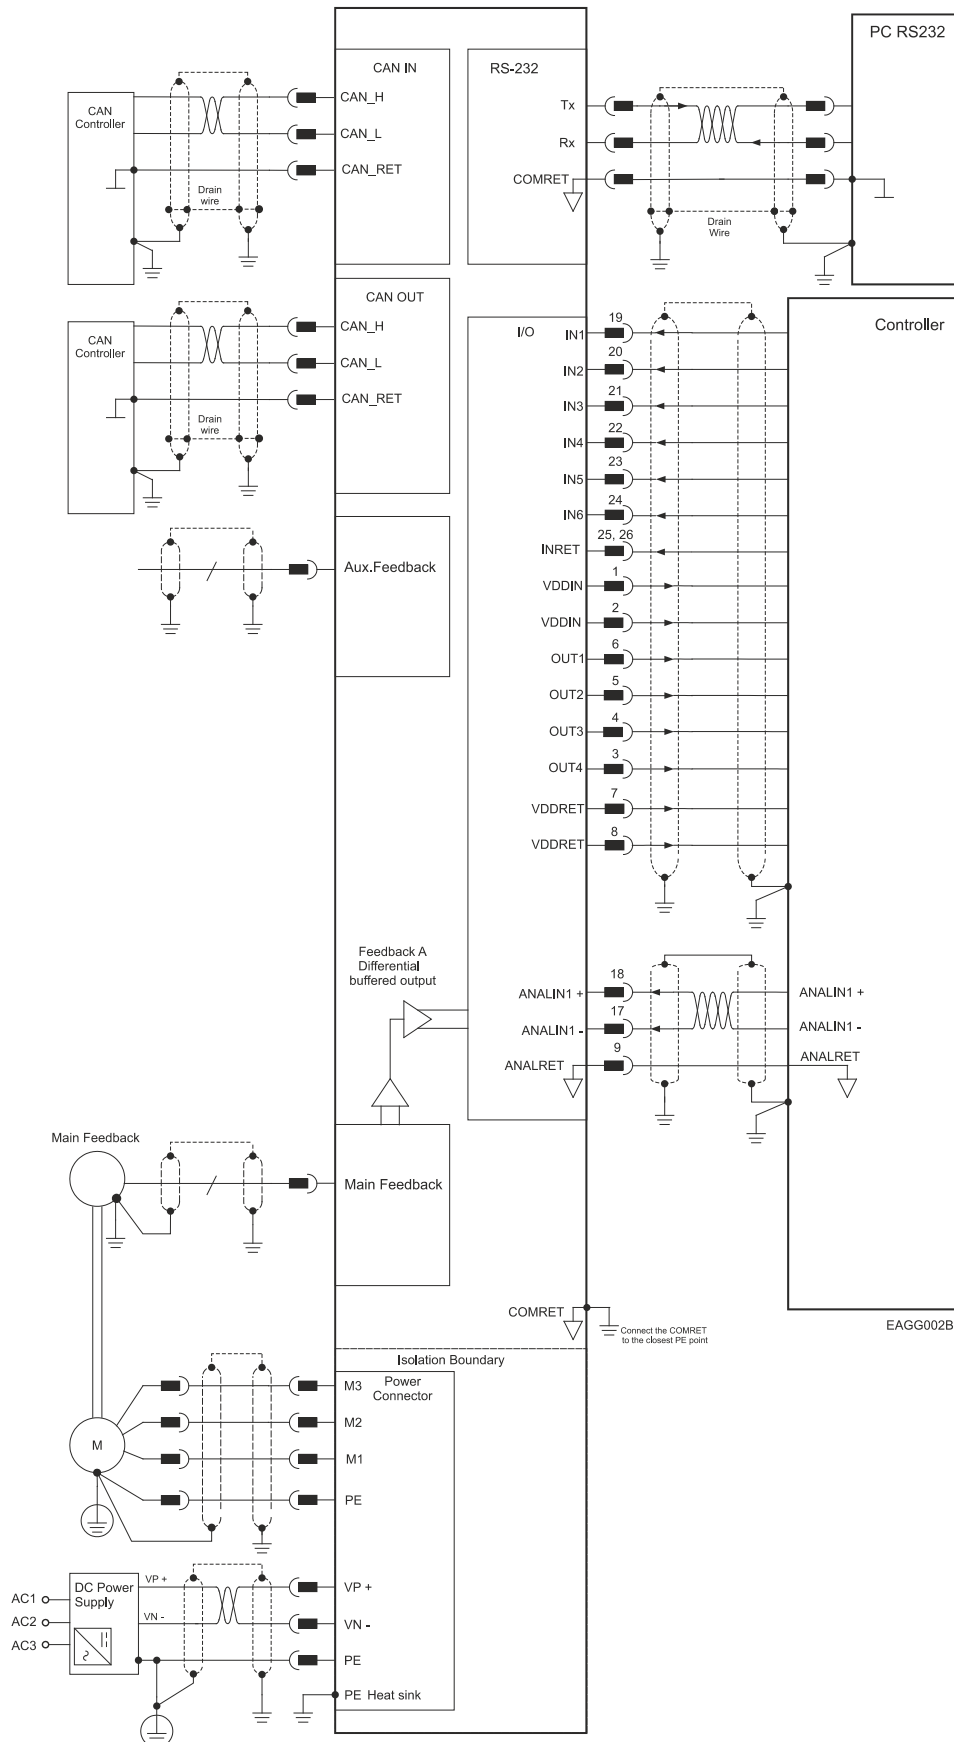 CAN IN
CAN
Controller
CAN_H
CAN_L
CAN_RET
Drain
wire
RS-232
Tx
Rx
COMRET
Drain
Wire
PC RS232
CAN OUT
CAN
Controller
CAN_H
CAN_L
CAN_RET
Drain
wire
Aux.Feedback
I/O
IN1
19
IN2
20
IN3
21
IN4
22
IN5
23
IN6
24
INRET
25, 26
VDDIN
1
VDDIN
2
OUT1
6
OUT2
5
OUT3
4
OUT4
3
VDDRET
7
VDDRET
8
Controller
Feedback A
Differential
buffered output
ANALIN1 +
18
ANALIN1 +
ANALIN1 -
17
ANALIN1 -
ANALRET
9
ANALRET
Main Feedback
Main Feedback
COMRET
Connect the COMRET
to the closest PE point
EAGG002B
Isolation Boundary
Power
Connector
M3
M2
M1
PE
M
AC1
AC2
AC3
DC Power
Supply
VP +
VN -
VP +
VN -
PE
PE Heat sink